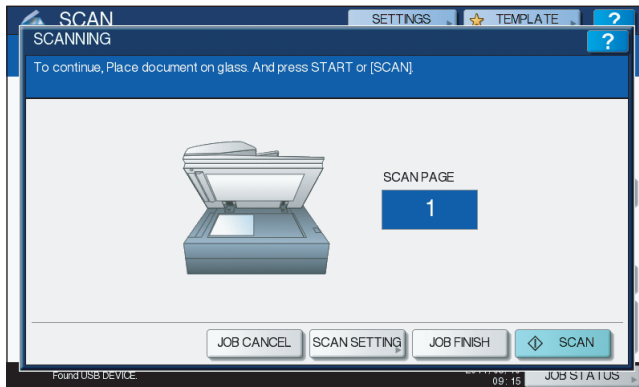 SCAN
SETTINGS
TEMPLATE
?
SCANNING
?
To continue, Place document on glass. And press START or [SCAN].
SCAN PAGE
1
JOB CANCEL
SCAN SETTING
JOB FINISH
SCAN
Found USB DEVICE.
09:15
JOB STATUS